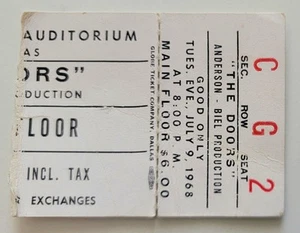 AUDITORIUM
AS
ORS"
DUCTION
LOOR
INCL. TAX
EXCHANGES
GLOBE TICKET COMPANY, DALLAS
MAIN FLOOR $6.00
AT 8:00 P.M.
TUES. EVE., JULY 9, 1968
GOOD ONLY
ANDERSON - BIEL PRODUCTION
"THE DOORS"
SEC. ROW SEAT
C G 2